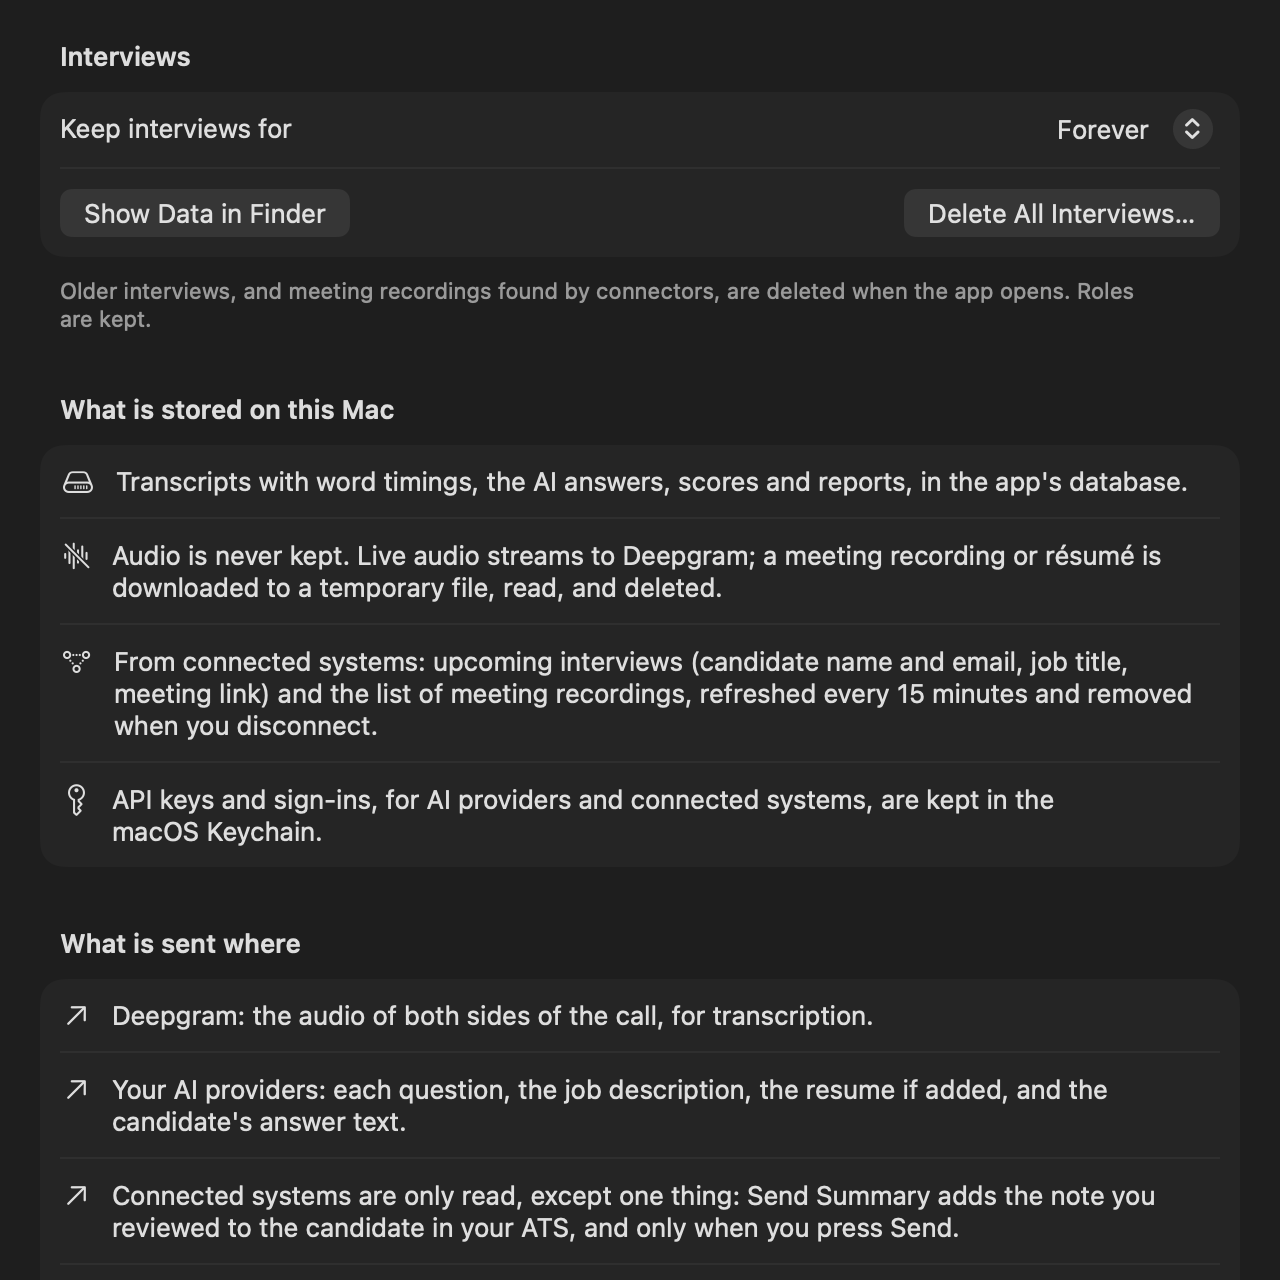 Interviews
Keep interviews for
Forever
Show Data in Finder
Delete All Interviews...
Older interviews, and meeting recordings found by connectors, are deleted when the app opens. Roles
are kept.
What is stored on this Mac
Transcripts with word timings, the AI answers, scores and reports, in the app's database.
Audio is never kept. Live audio streams to Deepgram; a meeting recording or résumé is
downloaded to a temporary file, read, and deleted.
From connected systems: upcoming interviews (candidate name and email, job title,
meeting link) and the list of meeting recordings, refreshed every 15 minutes and removed
when you disconnect.
API keys and sign-ins, for AI providers and connected systems, are kept in the
macOS Keychain.
What is sent where
Deepgram: the audio of both sides of the call, for transcription.
Your AI providers: each question, the job description, the resume if added, and the
candidate's answer text.
Connected systems are only read, except one thing: Send Summary adds the note you
reviewed to the candidate in your ATS, and only when you press Send.